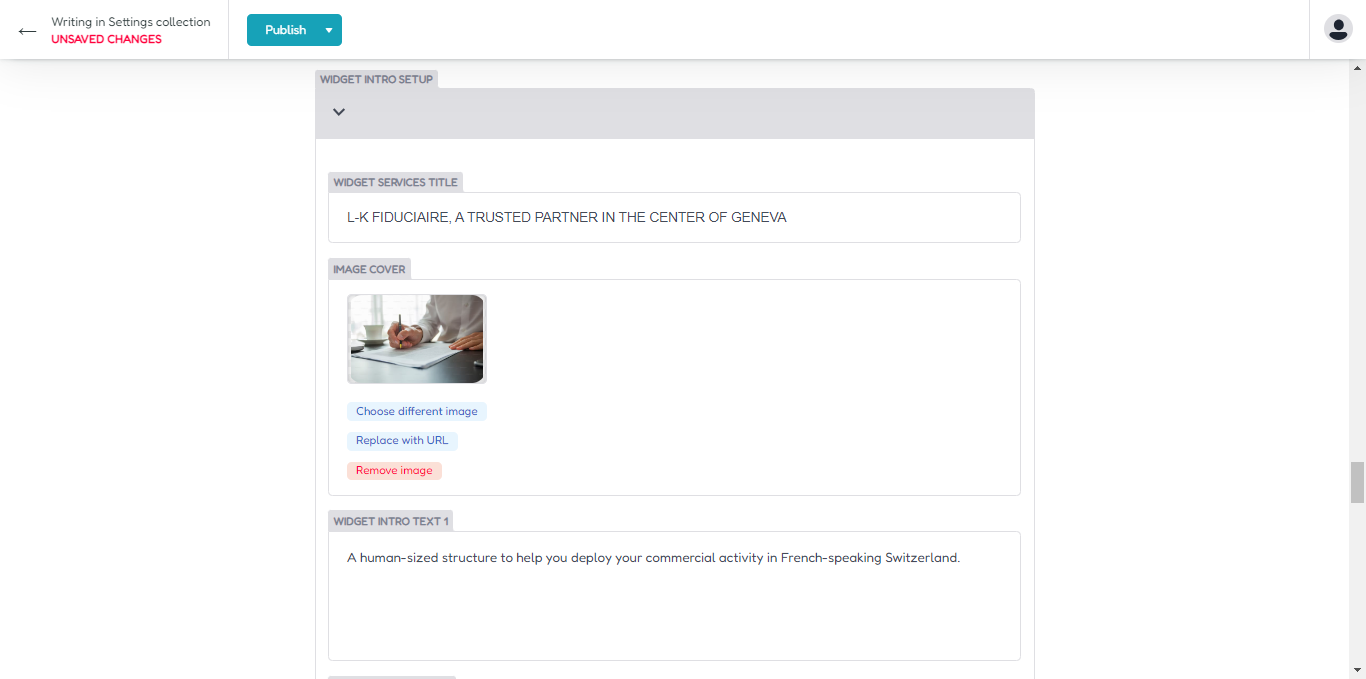 Writing in Settings collection
UNSAVED CHANGES
Publish
WIDGET INTRO SETUP
WIDGET SERVICES TITLE
L-K FIDUCIAIRE, A TRUSTED PARTNER IN THE CENTER OF GENEVA
IMAGE COVER
Choose different image
Replace with URL
Remove image
WIDGET INTRO TEXT 1
A human-sized structure to help you deploy your commercial activity in French-speaking Switzerland.